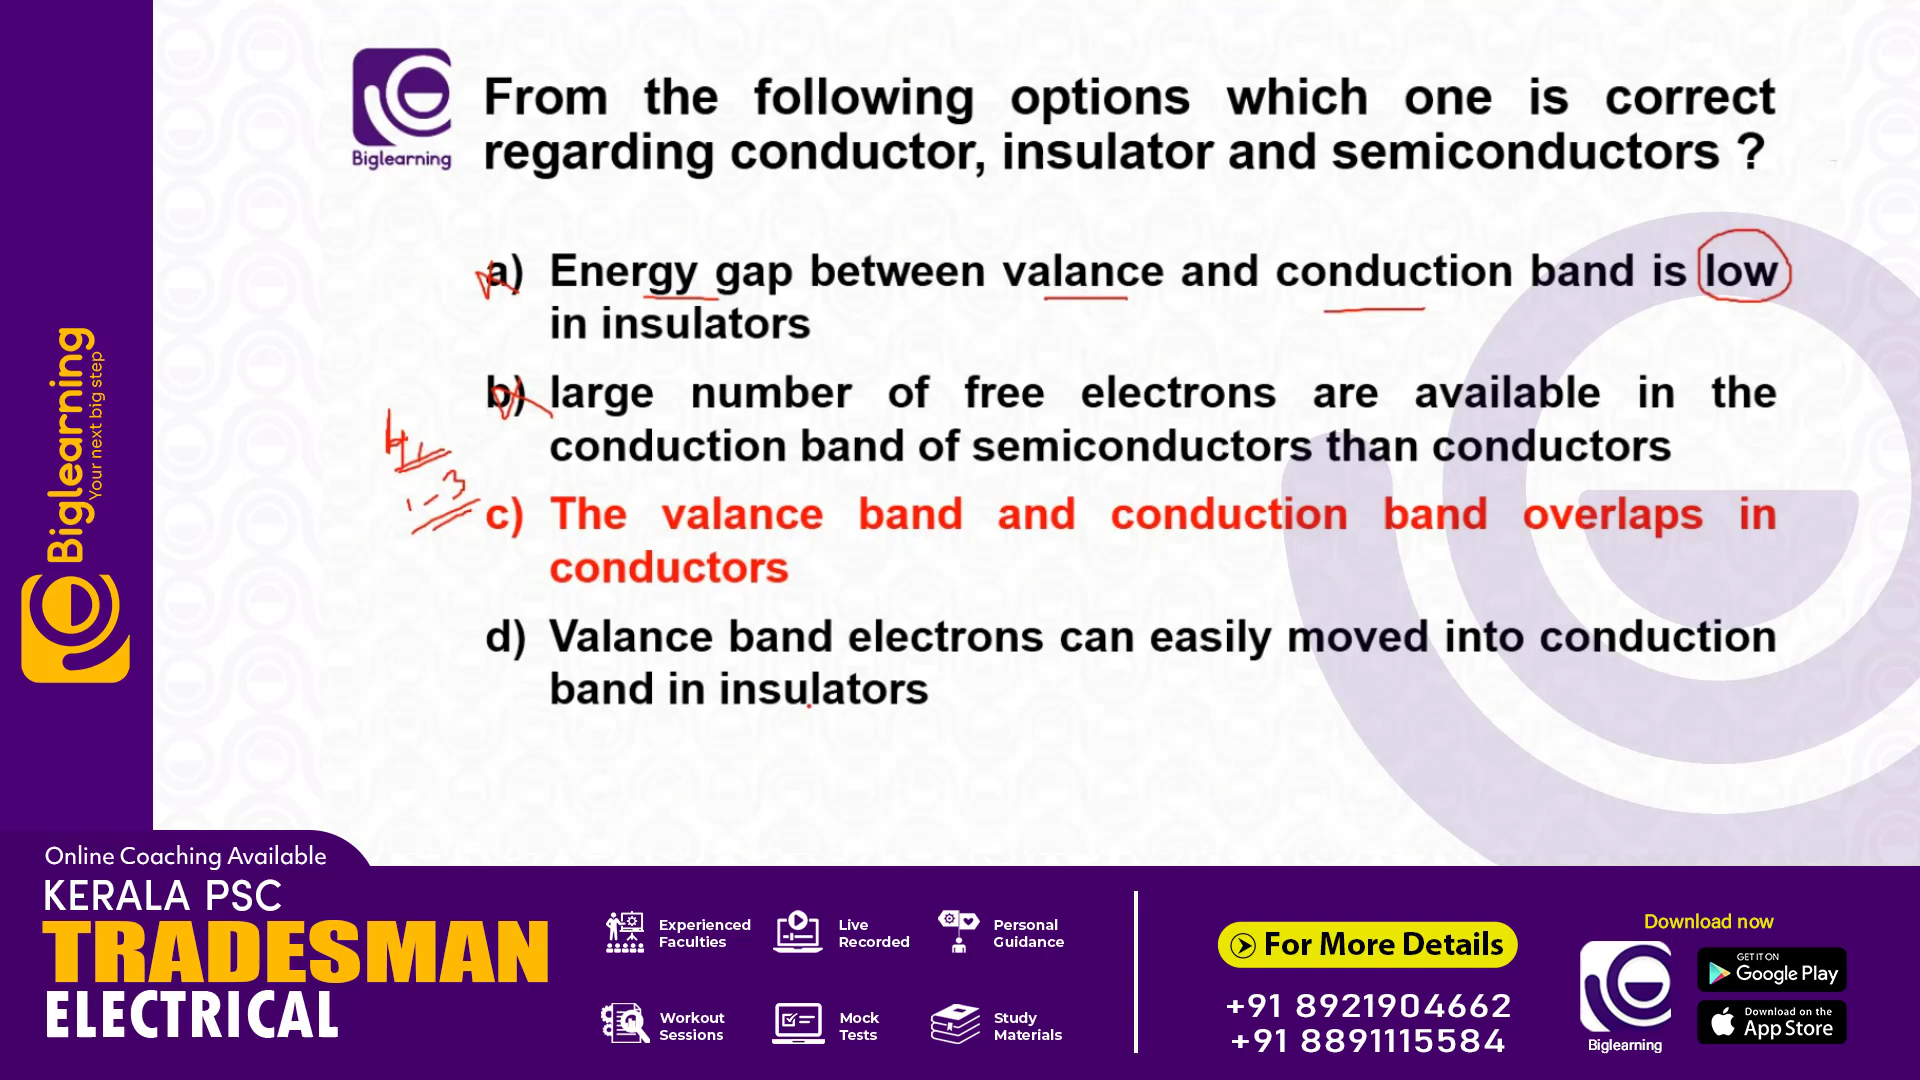 Biglearning
From the following options which one is correct
regarding conductor, insulator and semiconductors ?
a) Energy gap between valance and conduction band is low
in insulators
b) large number of free electrons are available in the
conduction band of semiconductors than conductors
1-3
c) The valance band and conduction band overlaps in
conductors
d) Valance band electrons can easily moved into conduction
band in insulators
Biglearning
Your next big step
Online Coaching Available
KERALA PSC
TRADESMAN
ELECTRICAL
Experienced
Faculties
Live
Recorded
Personal
Guidance
Workout
Sessions
Mock
Tests
Study
Materials
For More Details
+91 8921904662
+91 8891115584
Download now
Biglearning
GET IT ON
Google Play
Download on the
App Store